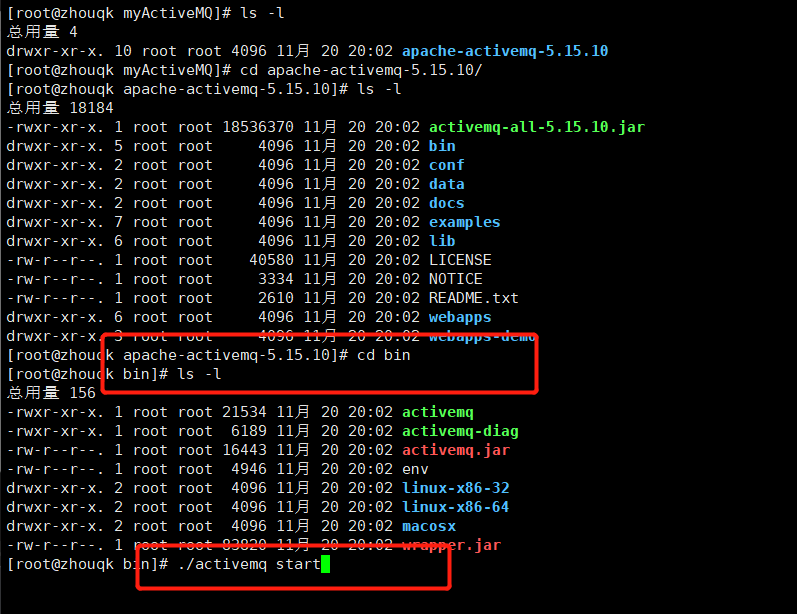 [root@zhouqk myActiveMQ]# ls -l
总用量 4
drwxr-xr-x. 10 root root 4096 11月 20 20:02 apache-activemq-5.15.10
[root@zhouqk myActiveMQ]# cd apache-activemq-5.15.10/
[root@zhouqk apache-activemq-5.15.10]# ls -l
总用量 18184
-rwxr-xr-x. 1 root root 18536370 11月 20 20:02 activemq-all-5.15.10.jar
drwxr-xr-x. 5 root root     4096 11月 20 20:02 bin
drwxr-xr-x. 2 root root     4096 11月 20 20:02 conf
drwxr-xr-x. 2 root root     4096 11月 20 20:02 data
drwxr-xr-x. 2 root root     4096 11月 20 20:02 docs
drwxr-xr-x. 7 root root     4096 11月 20 20:02 examples
drwxr-xr-x. 6 root root     4096 11月 20 20:02 lib
-rw-r--r--. 1 root root    40580 11月 20 20:02 LICENSE
-rw-r--r--. 1 root root     3334 11月 20 20:02 NOTICE
-rw-r--r--. 1 root root     2610 11月 20 20:02 README.txt
drwxr-xr-x. 6 root root     4096 11月 20 20:02 webapps
drwxr-xr-x. 3 root root     4096 11月 20 20:02 webapps-demo
[root@zhouqk apache-activemq-5.15.10]# cd bin
[root@zhouqk bin]# ls -l
总用量 156
-rwxr-xr-x. 1 root root 21534 11月 20 20:02 activemq
-rwxr-xr-x. 1 root root  6189 11月 20 20:02 activemq-diag
-rw-r--r--. 1 root root 16443 11月 20 20:02 activemq.jar
-rw-r--r--. 1 root root  4946 11月 20 20:02 env
drwxr-xr-x. 2 root root  4096 11月 20 20:02 linux-x86-32
drwxr-xr-x. 2 root root  4096 11月 20 20:02 linux-x86-64
drwxr-xr-x. 2 root root  4096 11月 20 20:02 macosx
-rw-r--r--. 1 root root 83820 11月 20 20:02 wrapper.jar
[root@zhouqk bin]# ./activemq start